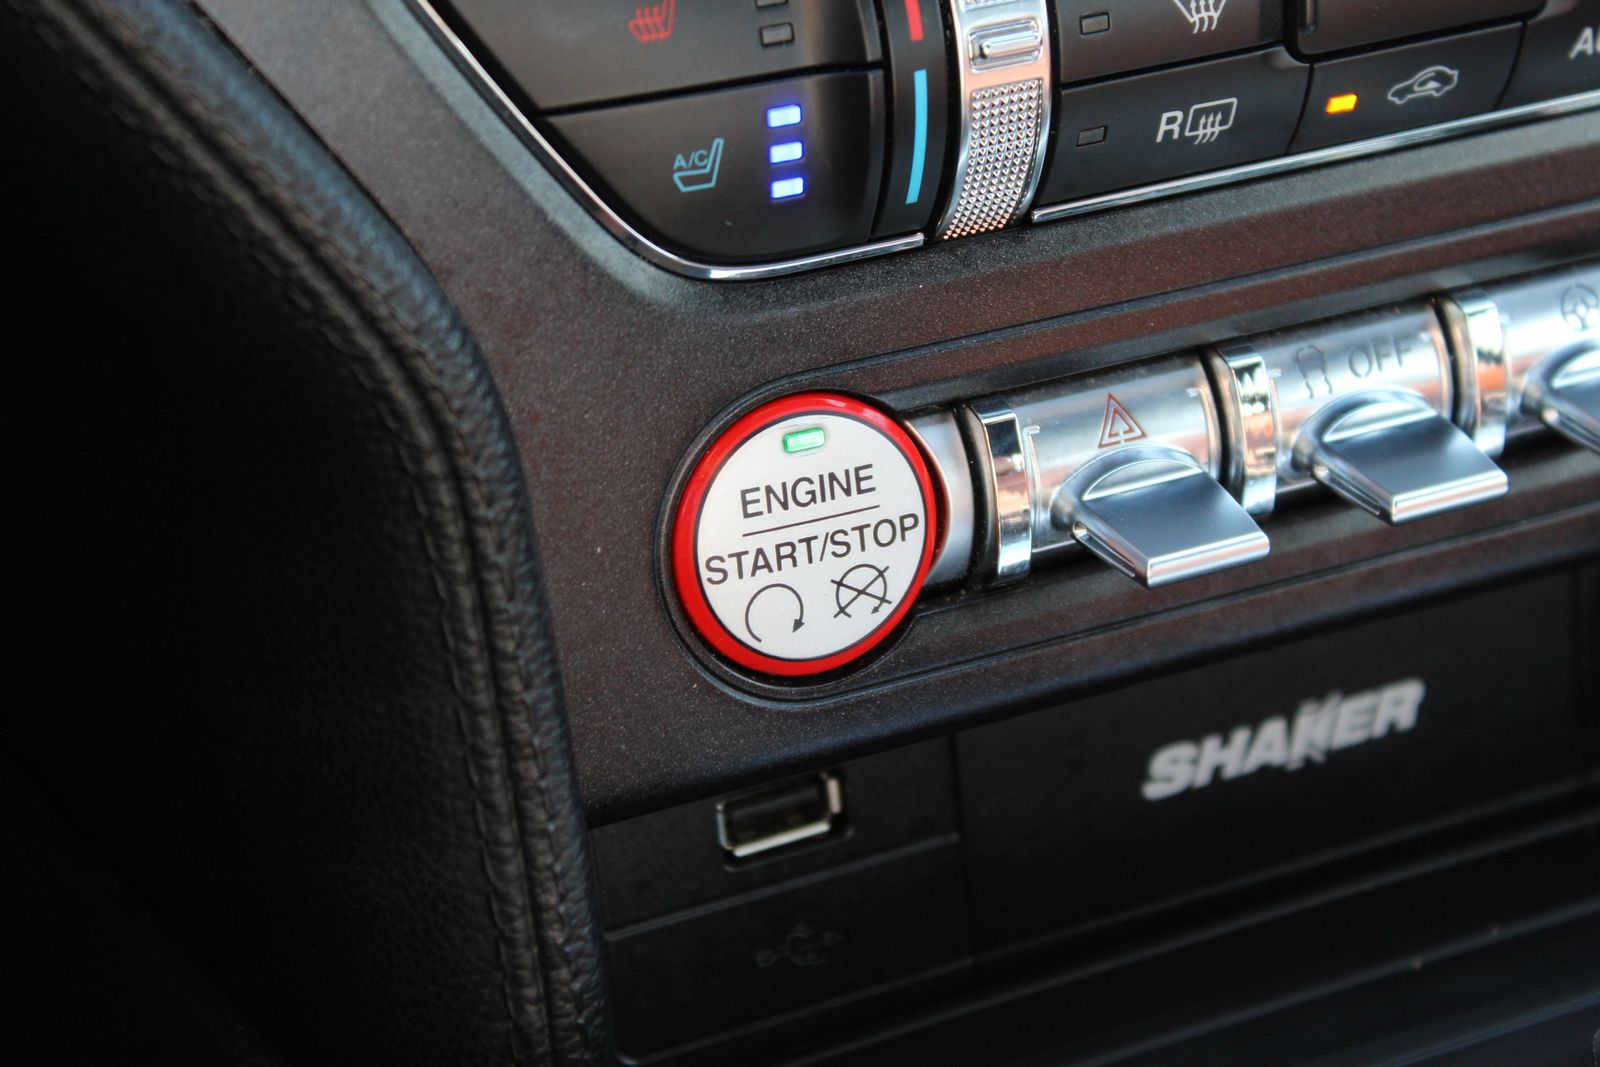 A/C
R
OFF
ENGINE
START/STOP
SHAKER